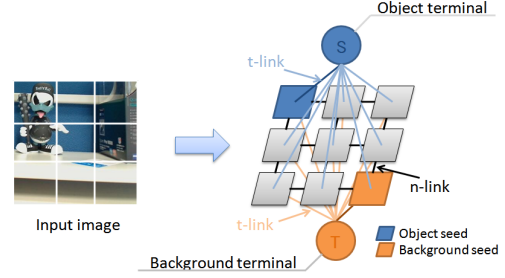 Object terminal
S
t-link
n-link
Input image
t-link
T
Object seed
Background seed
Background terminal